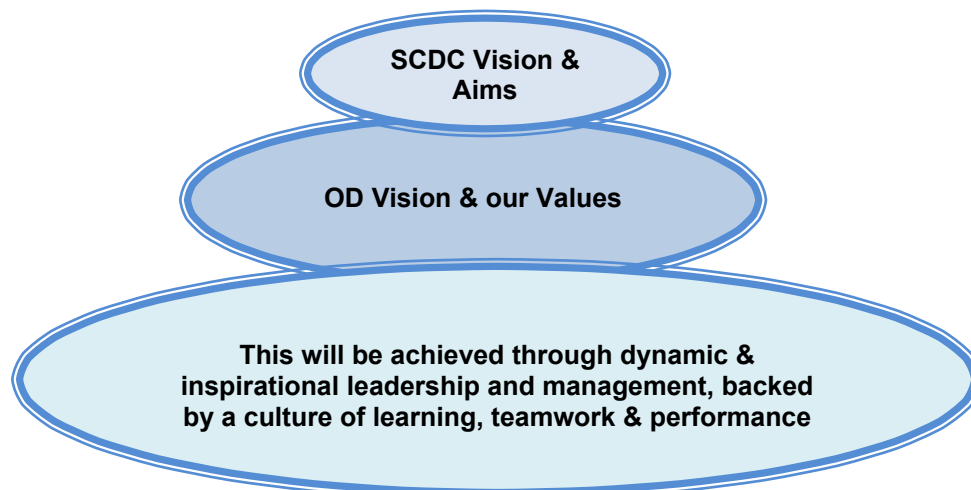 SCDC Vision &
Aims
OD Vision & our Values
This will be achieved through dynamic &
inspirational leadership and management, backed
by a culture of learning, teamwork & performance